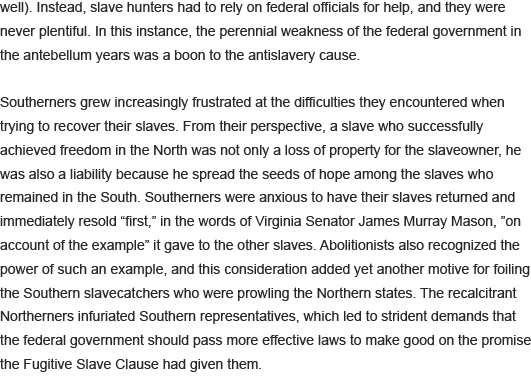 well). Instead, slave hunters had to rely on federal officials for help, and they were
never plentiful. In this instance, the perennial weakness of the federal government in
the antebellum years was a boon to the antislavery cause.
Southerners grew increasingly frustrated at the difficulties they encountered when
trying to recover their slaves. From their perspective, a slave who successfully
achieved freedom in the North was not only a loss of property for the slaveowner, he
was also a liability because he spread the seeds of hope among the slaves who
remained in the South. Southerners were anxious to have their slaves returned and
immediately resold “first,” in the words of Virginia Senator James Murray Mason, ”on
account of the example” it gave to the other slaves. Abolitionists also recognized the
power of such an example, and this consideration added yet another motive for foiling
the Southern slavecatchers who were prowling the Northern states. The recalcitrant
Northerners infuriated Southern representatives, which led to strident demands that
the federal government should pass more effective laws to make good on the promise
the Fugitive Slave Clause had given them.